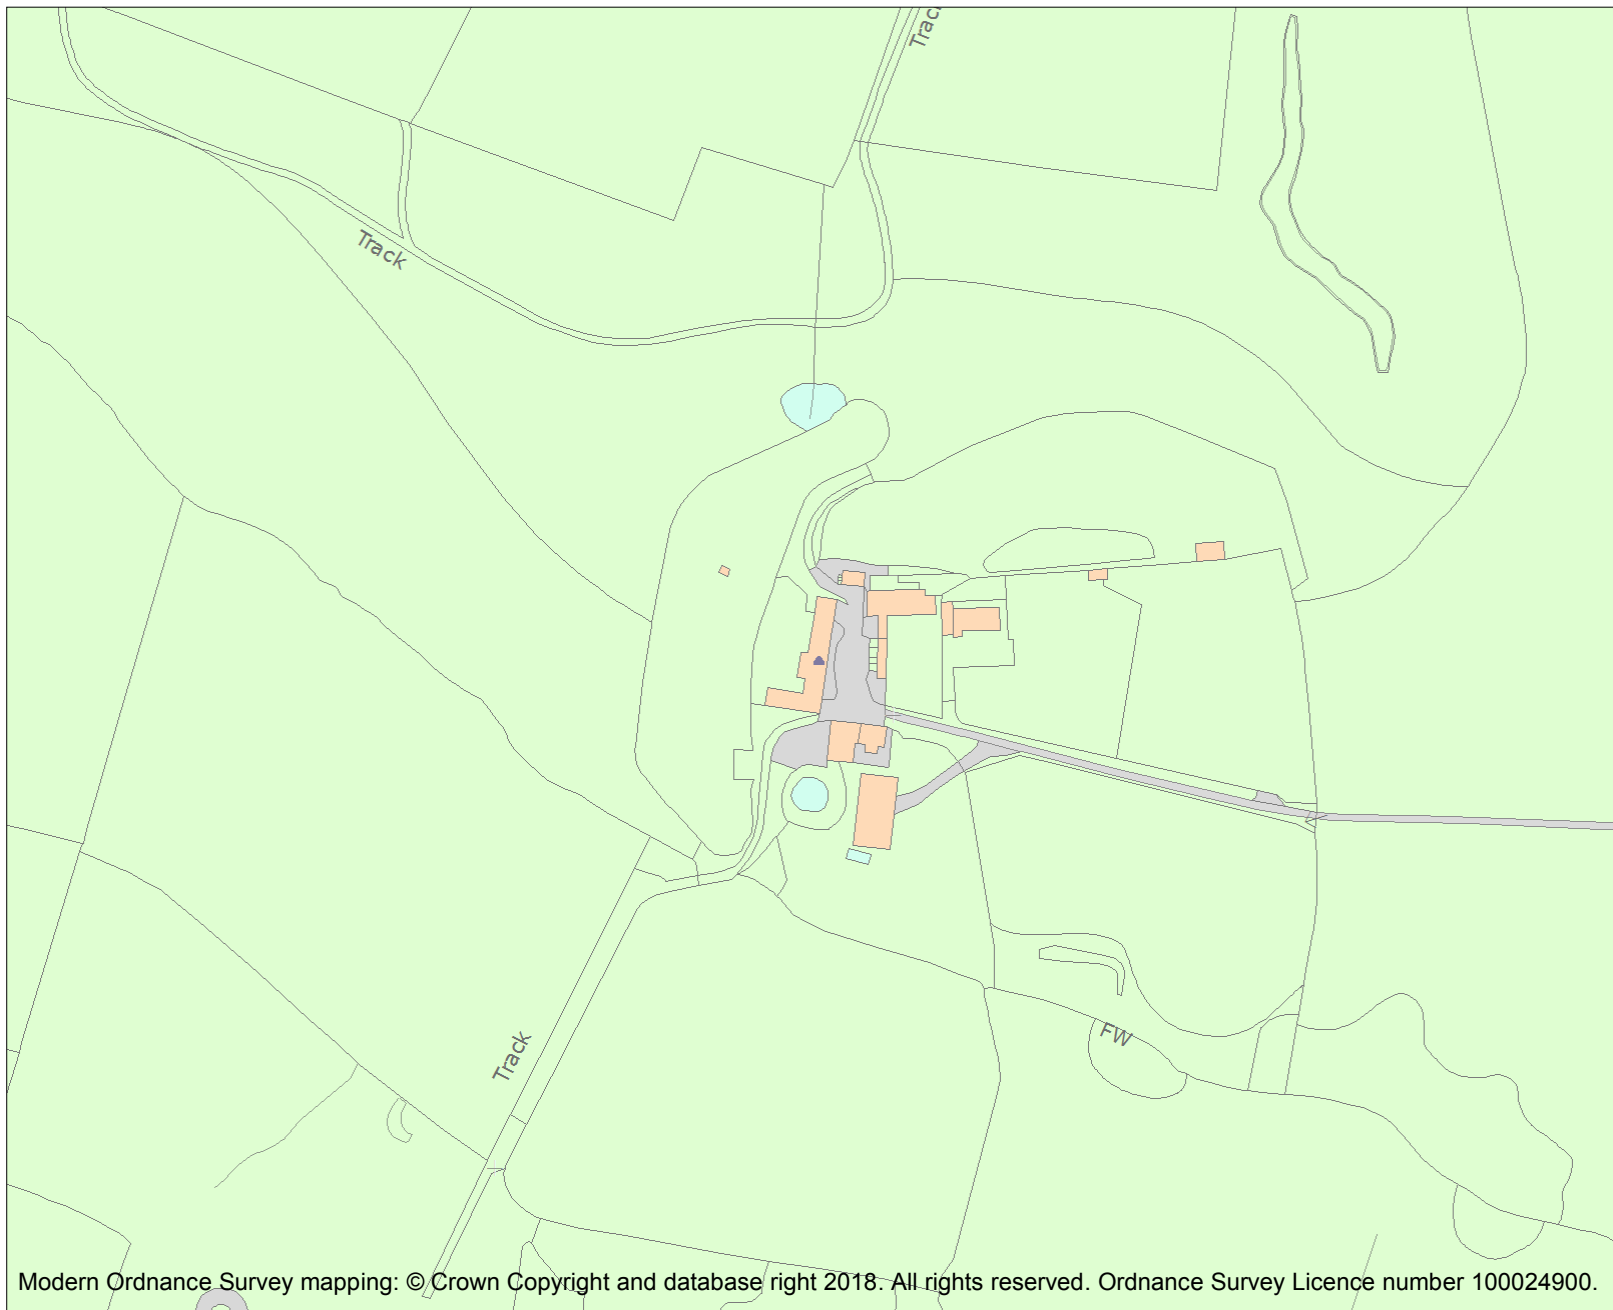 Track
Track
FW
Track
Modern Ordnance Survey mapping: © Crown Copyright and database right 2018. All rights reserved. Ordnance Survey Licence number 100024900.